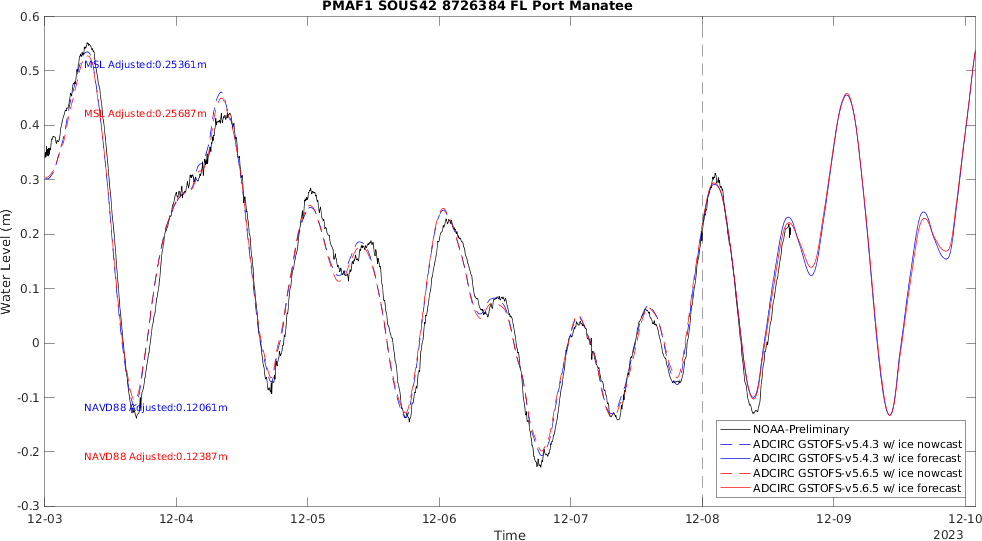 PMAF1 SOUS42 8726384 FL Port Manatee
0.6
0.5
0.4
0.3
0.2
0.1
0
-0.1
-0.2
-0.3
Water Level (m)
MSL Adjusted:0.25361m
MSL Adjusted:0.25687m
NAVD88 Adjusted:0.12061m
NAVD88 Adjusted:0.12387m
NOAA-Preliminary
ADCIRC GSTOFS-v5.4.3 w/ ice nowcast
ADCIRC GSTOFS-v5.4.3 w/ ice forecast
ADCIRC GSTOFS-v5.6.5 w/ ice nowcast
ADCIRC GSTOFS-v5.6.5 w/ ice forecast
12-03 12-04 12-05 12-06 12-07 12-08 12-09 12-10
Time
2023